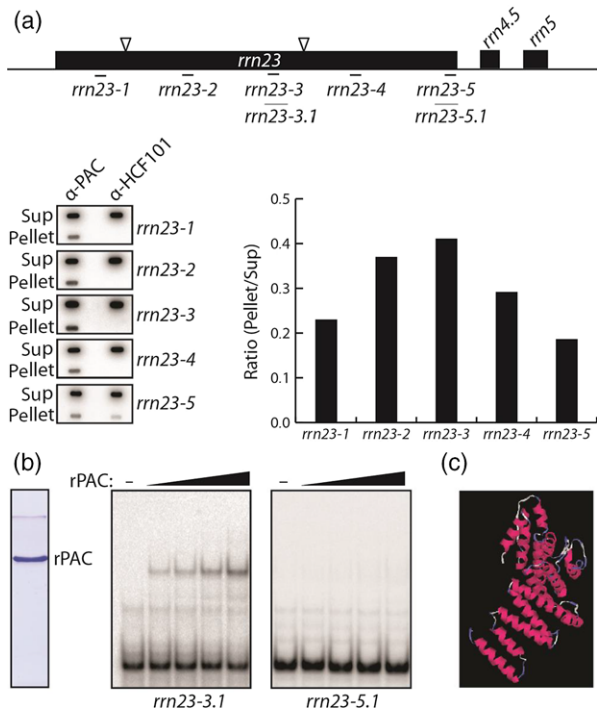 (a)
rrn23
rrn4.5
rrn5
rrn23-1 rrn23-2 rrn23-3 rrn23-4 rrn23-5
rrn23-3.1 rrn23-5.1
α-PAC α-HCF101
Sup
Pellet
rrn23-1
Sup
Pellet
rrn23-2
Sup
Pellet
rrn23-3
Sup
Pellet
rrn23-4
Sup
Pellet
rrn23-5
Ratio (Pellet/Sup)
0.5
0.4
0.3
0.2
0.1
0.0
rrn23-1 rrn23-2 rrn23-3 rrn23-4 rrn23-5
(b)
rPAC
rPAC: – –
rrn23-3.1 rrn23-5.1
(c)